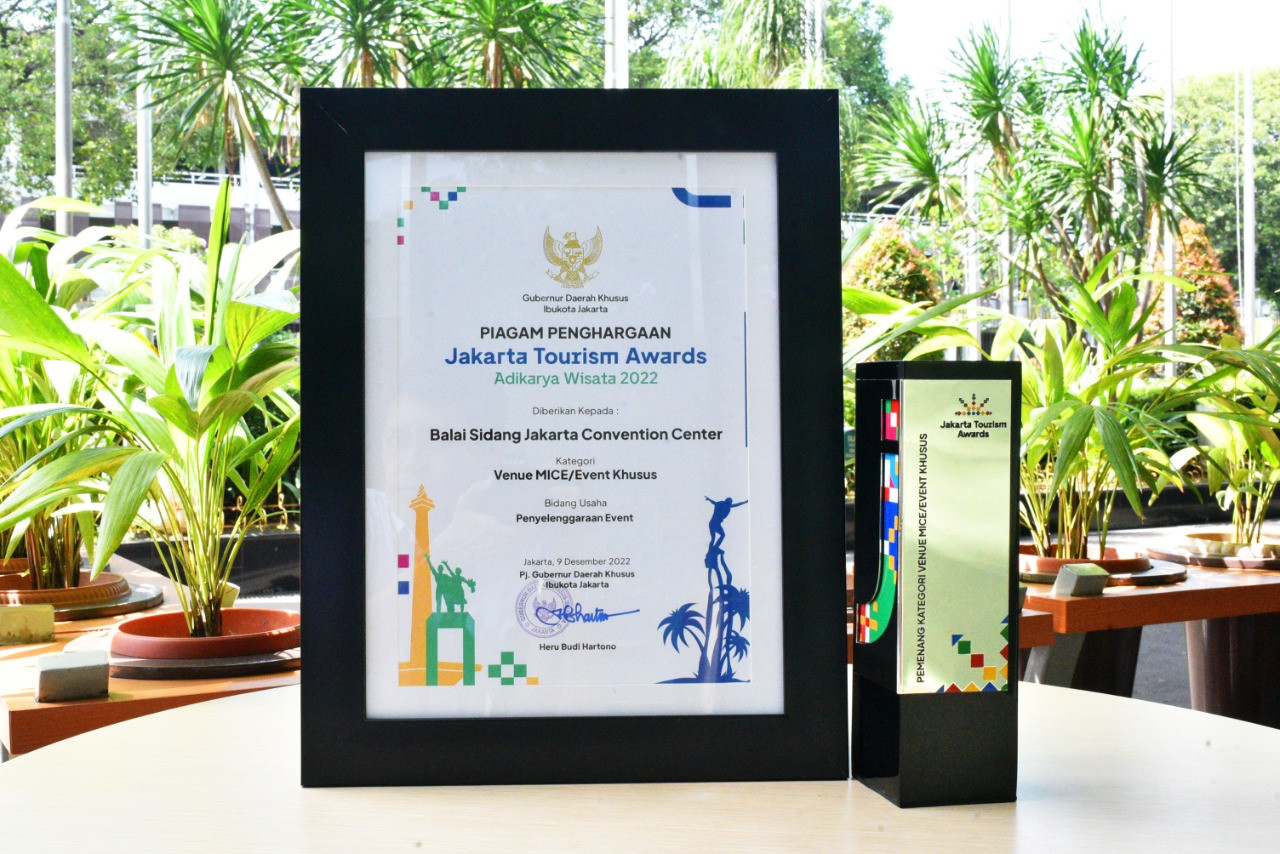 Gubernur Daerah Khusus
Ibukota Jakarta
PIAGAM PENGHARGAAN
Jakarta Tourism Awards
Adikarya Wisata 2022
Diberikan Kepada :
Balai Sidang Jakarta Convention Center
Kategori
Venue MICE/Event Khusus
Bidang Usaha
Penyelenggaraan Event
Jakarta, 9 Desember 2022
Pj. Gubernur Daerah Khusus
Ibukota Jakarta
Heru Budi Hartono
Jakarta Tourism
Awards
PEMENANG KATEGORI VENUE MICE/EVENT KHUSUS